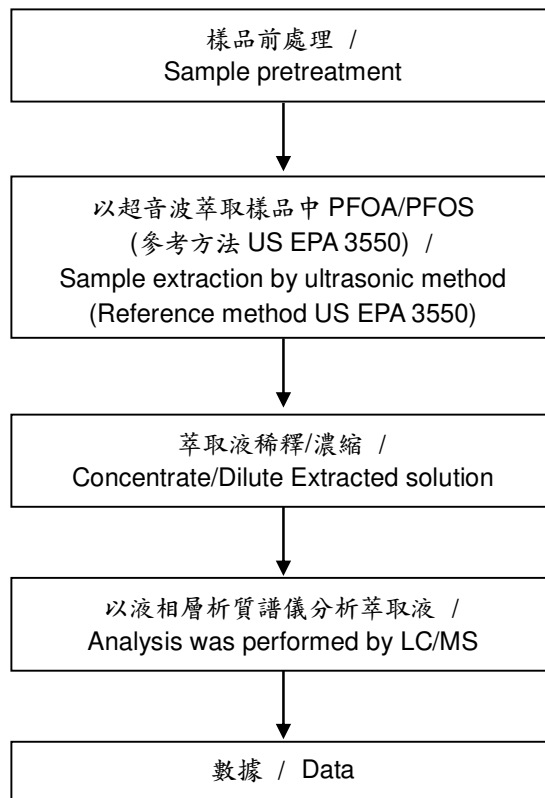 樣品前處理 /
Sample pretreatment
以超音波萃取樣品中 PFOA/PFOS
(參考方法 US EPA 3550) /
Sample extraction by ultrasonic method
(Reference method US EPA 3550)
萃取液稀釋/濃縮 /
Concentrate/Dilute Extracted solution
以液相層析質譜儀分析萃取液 /
Analysis was performed by LC/MS
數據 / Data